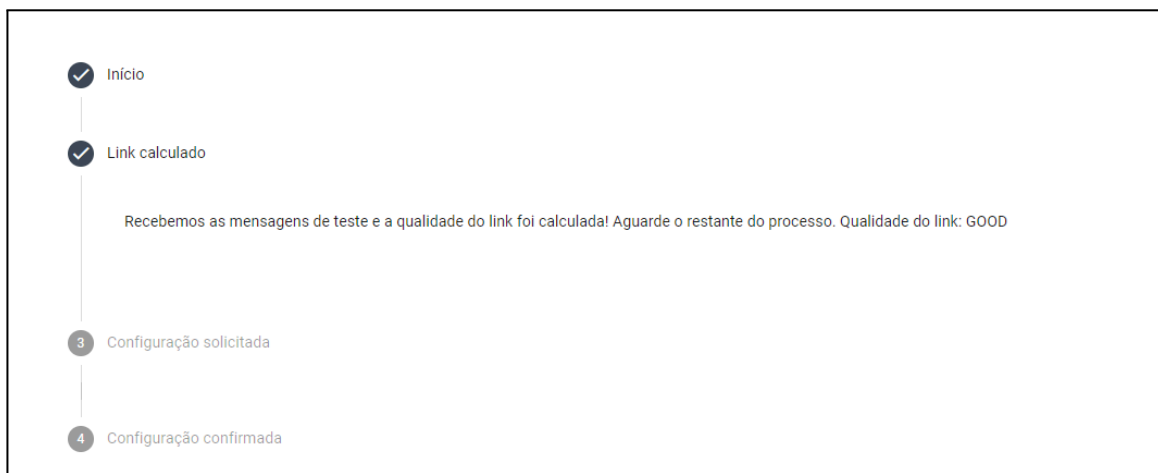 Início
Link calculado
Recebemos as mensagens de teste e a qualidade do link foi calculada! Aguarde o restante do processo. Qualidade do link: GOOD
3 Configuração solicitada
4 Configuração confirmada